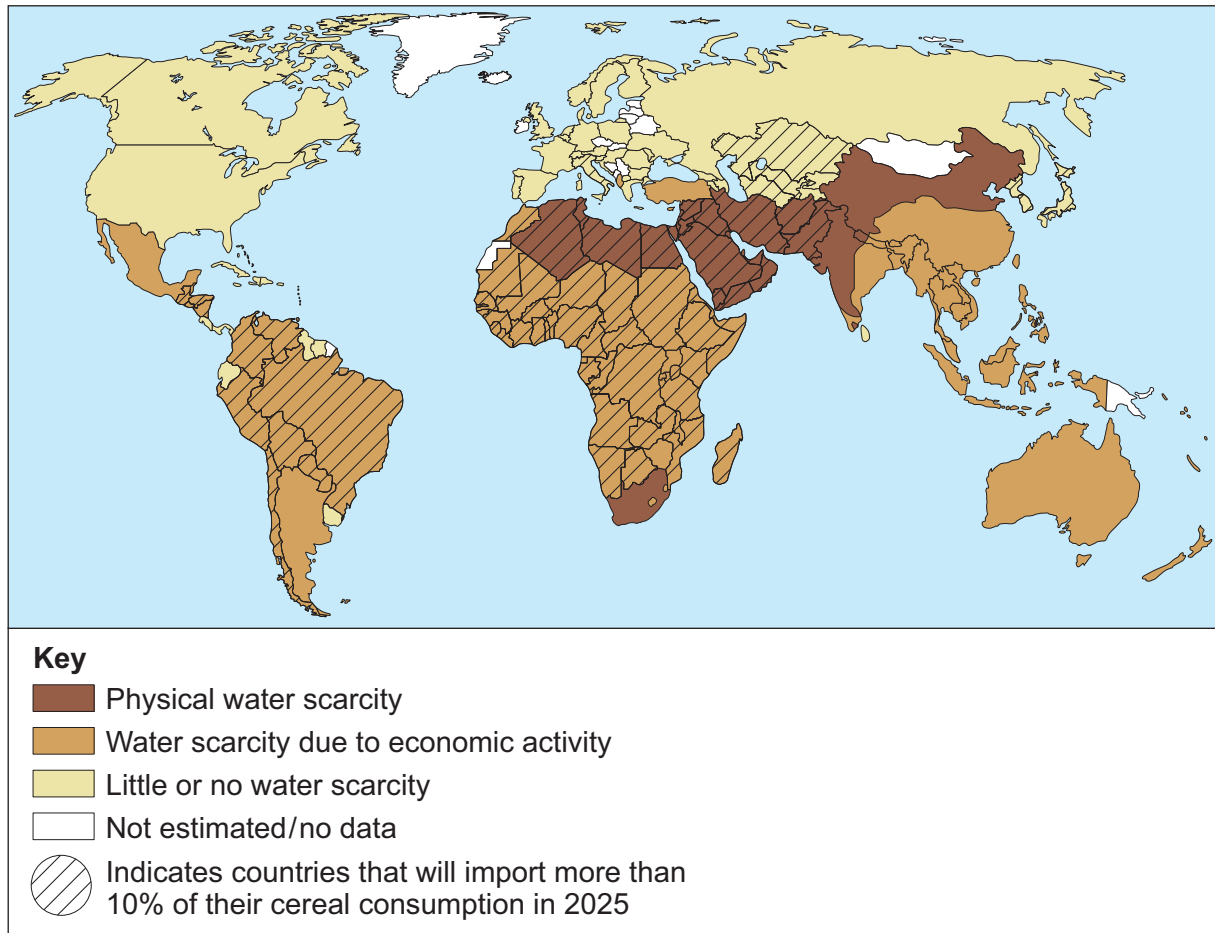 Key
Physical water scarcity
Water scarcity due to economic activity
Little or no water scarcity
Not estimated/no data
Indicates countries that will import more than
10% of their cereal consumption in 2025